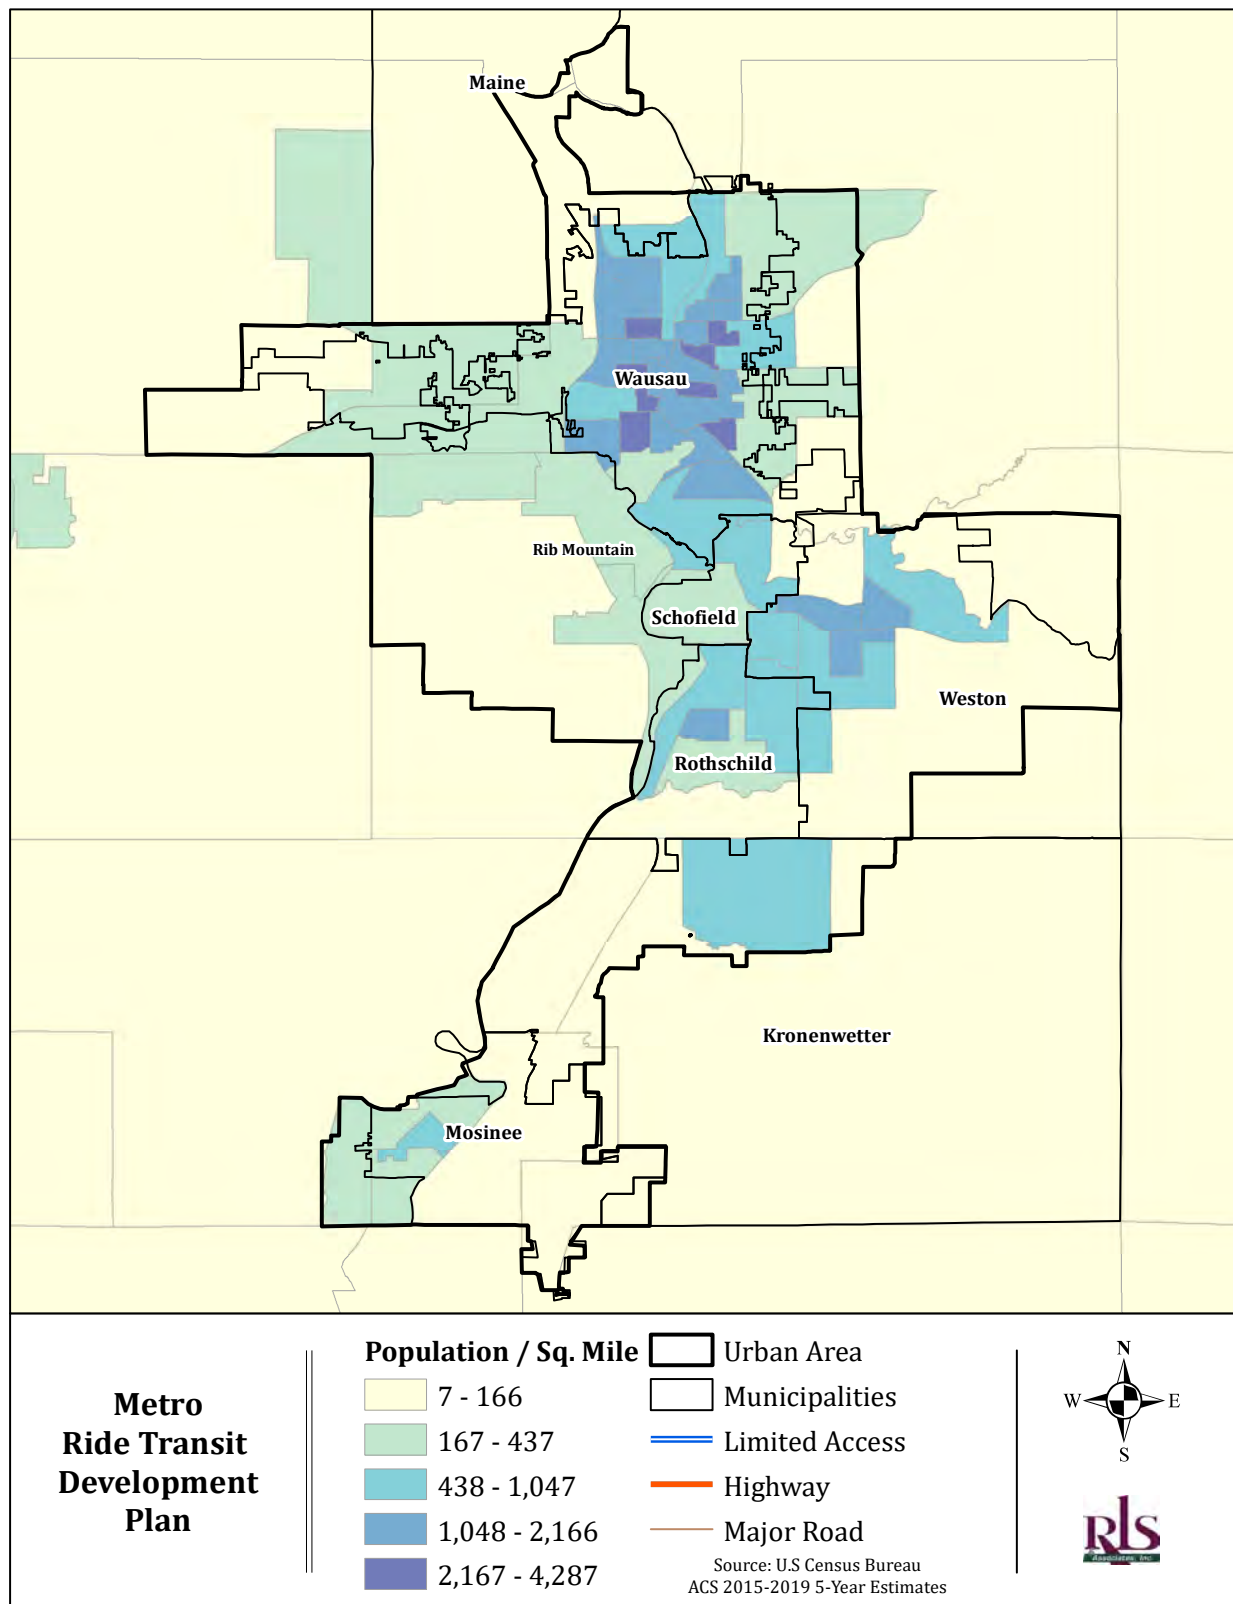 Maine
Wausau
Rib Mountain
Schofield
Weston
Rothschild
Kronenwetter
Mosinee
Metro
Ride Transit
Development
Plan
Population / Sq. Mile
7 - 166
167 - 437
438 - 1,047
1,048 - 2,166
2,167 - 4,287
Urban Area
Municipalities
Limited Access
Highway
Major Road
Source: U.S Census Bureau
ACS 2015-2019 5-Year Estimates
N
W E
S
RLS
Associates, Inc.